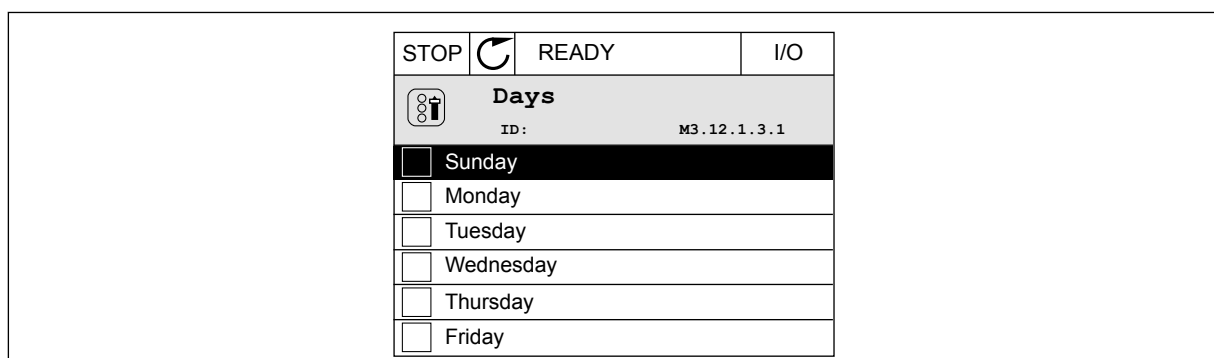 STOP READY I/O
Days
ID: M3.12.1.3.1
Sunday
Monday
Tuesday
Wednesday
Thursday
Friday